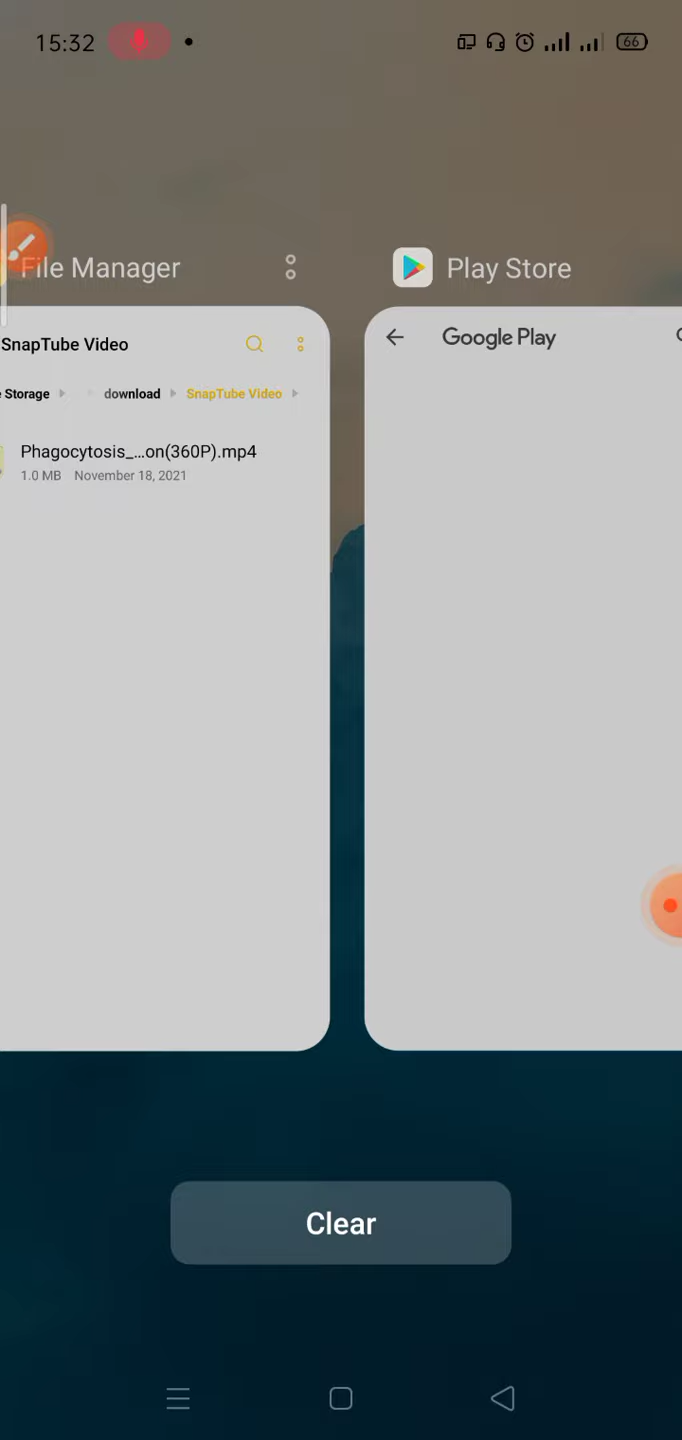 15:32
66
File Manager
Play Store
SnapTube Video
Google Play
Storage download SnapTube Video
Phagocytosis_...on(360P).mp4
1.0 MB November 18, 2021
Clear